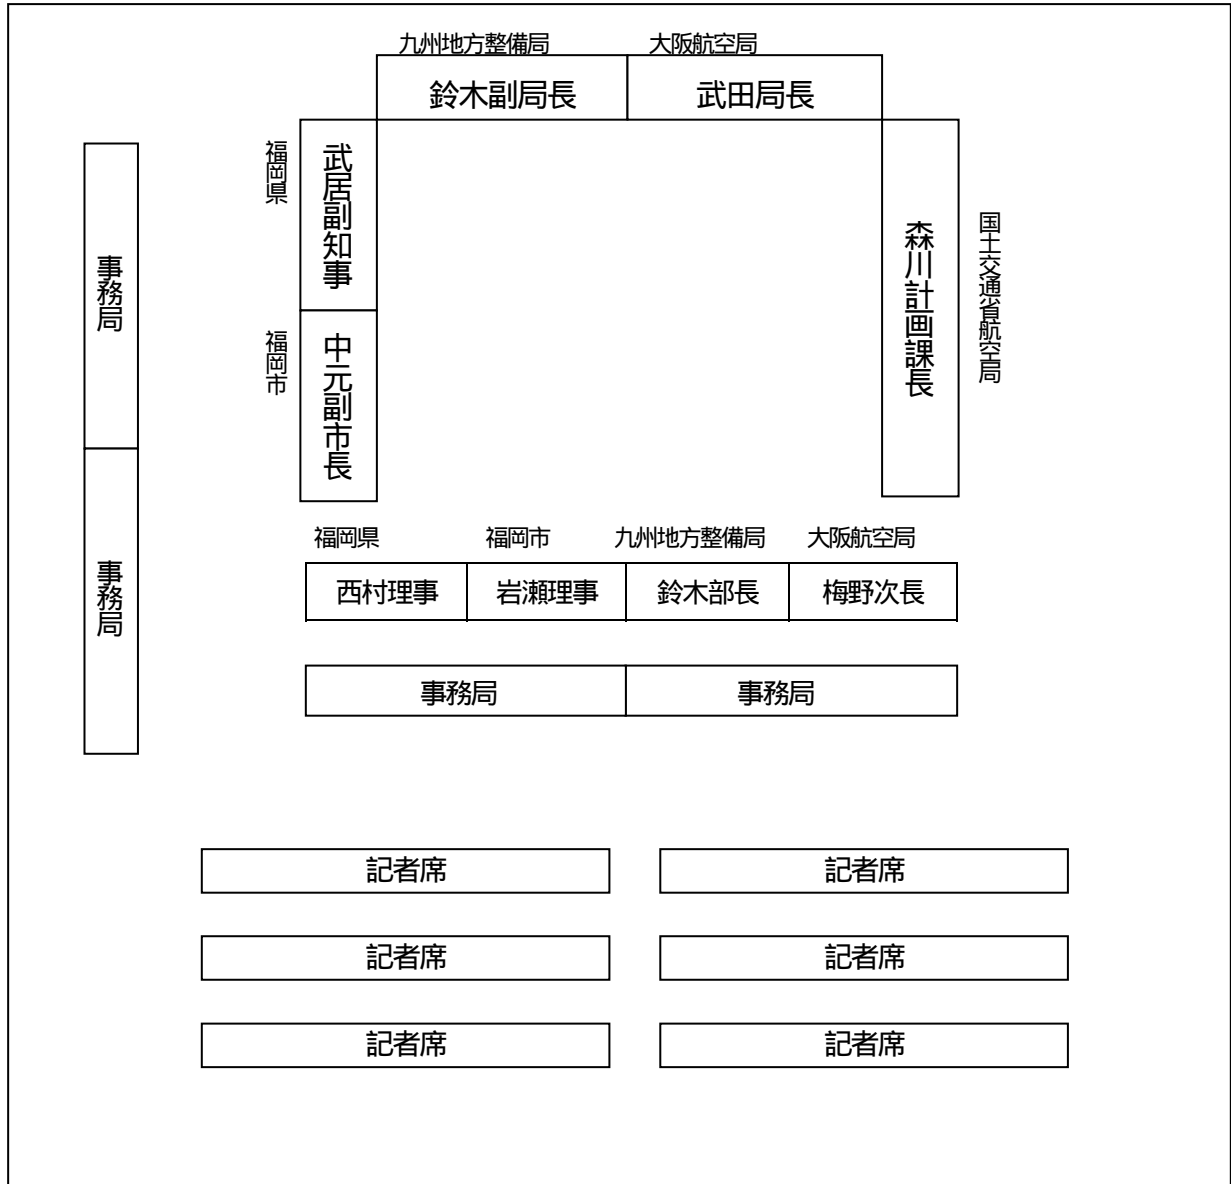 九州地方整備局 大阪航空局
鈴木副局長 武田局長
福岡県
武居副知事
福岡市
中元副市長
森川計画課長
国土交通省航空局
事務局
事務局
福岡県 福岡市 九州地方整備局 大阪航空局
西村理事 岩瀬理事 鈴木部長 梅野次長
事務局 事務局
記者席 記者席
記者席 記者席
記者席 記者席